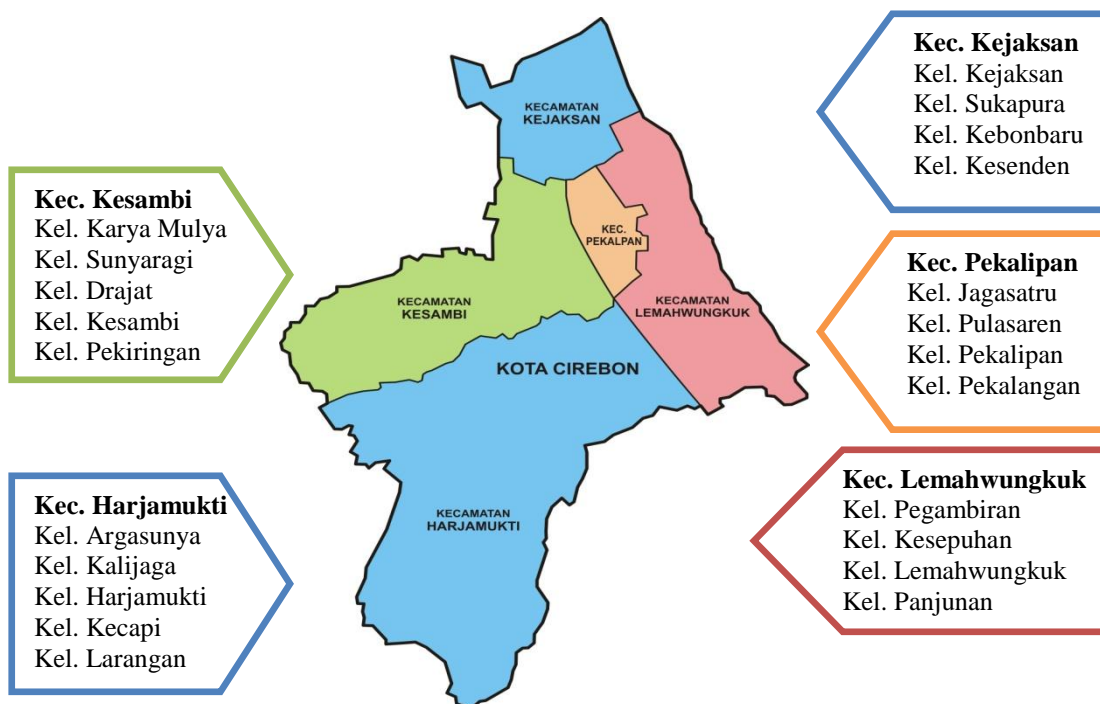 Kec. Kejaksan
Kel. Kejaksan
Kel. Sukapura
Kel. Kebonbaru
Kel. Kesenden
Kec. Kesambi
Kel. Karya Mulya
Kel. Sunyaragi
Kel. Drajat
Kel. Kesambi
Kel. Pekiringan
Kec. Pekalipan
Kel. Jagasatru
Kel. Pulasaren
Kel. Pekalipan
Kel. Pekalangan
Kec. Harjamukti
Kel. Argasunya
Kel. Kalijaga
Kel. Harjamukti
Kel. Kecapi
Kel. Larangan
Kec. Lemahwungkuk
Kel. Pegambiran
Kel. Kesepuhan
Kel. Lemahwungkuk
Kel. Panjunan
KECAMATAN
KEJAKSAN
KEC.
PEKALPAN
KECAMATAN
KESAMBI
KECAMATAN
LEMAHWUNGKUK
KOTA CIREBON
KECAMATAN
HARJAMUKTI